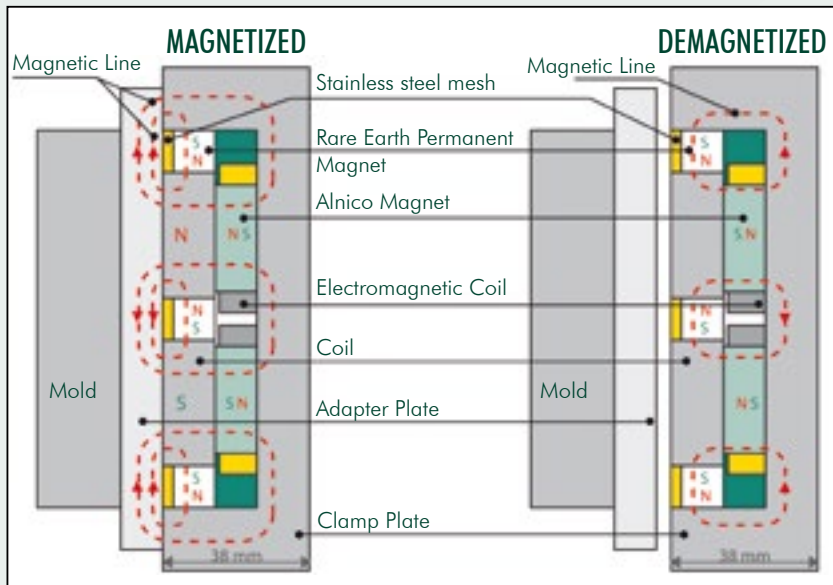 MAGNETIZED
DEMAGNETIZED
Magnetic Line
Magnetic Line
Stainless steel mesh
Rare Earth Permanent
Magnet
Alnico Magnet
Electromagnetic Coil
Coil
Adapter Plate
Clamp Plate
Mold
Mold
S
N
N
N S
N
S
S
S N
S
N
38 mm
S
N
S N
N
S
N S
S
N
38 mm